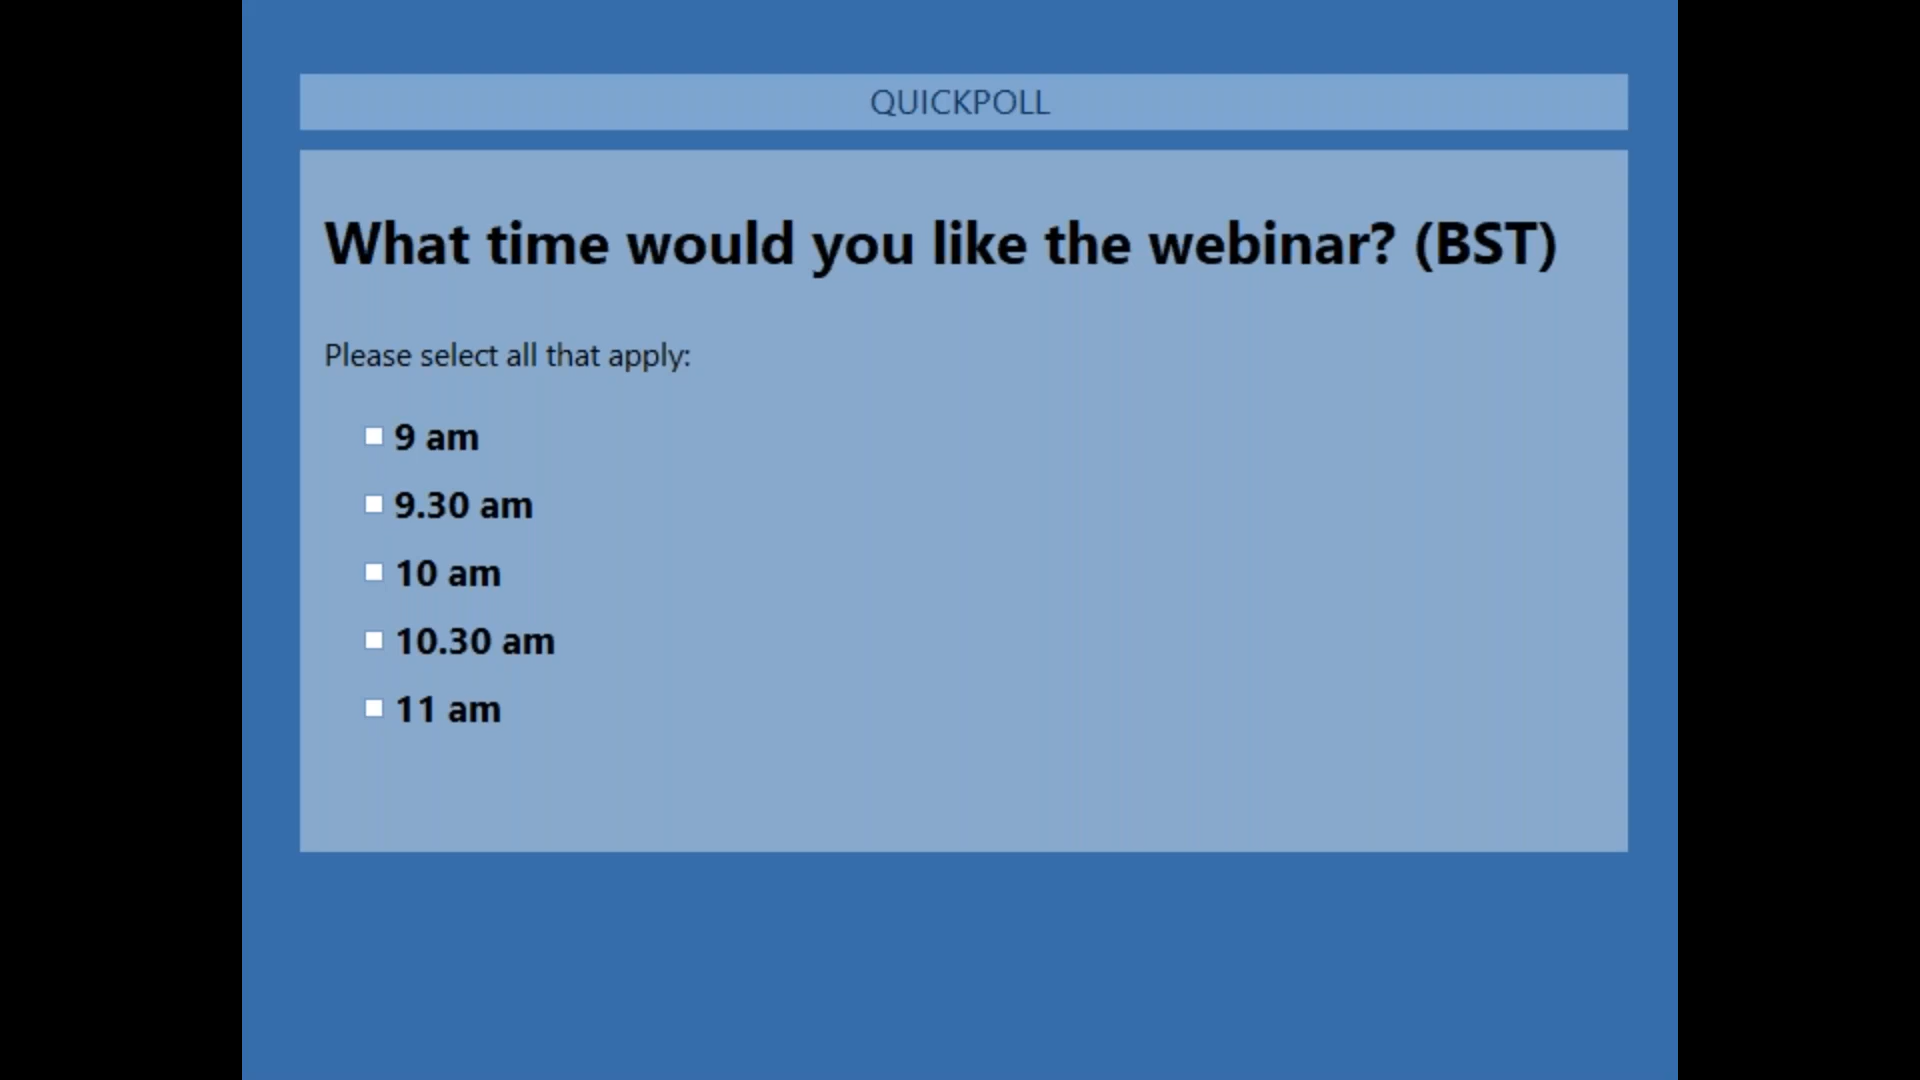 QUICKPOLL
What time would you like the webinar? (BST)
Please select all that apply:
9 am
9.30 am
10 am
10.30 am
11 am